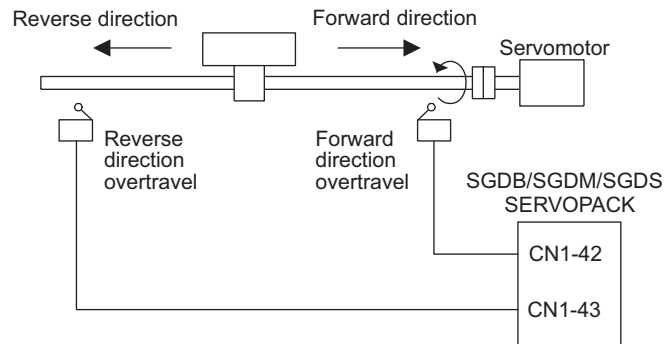 Reverse direction
Forward direction
Servomotor
Reverse
direction
overtravel
Forward
direction
overtravel
SGDB/SGDM/SGDS
SERVOPACK
CN1-42
CN1-43